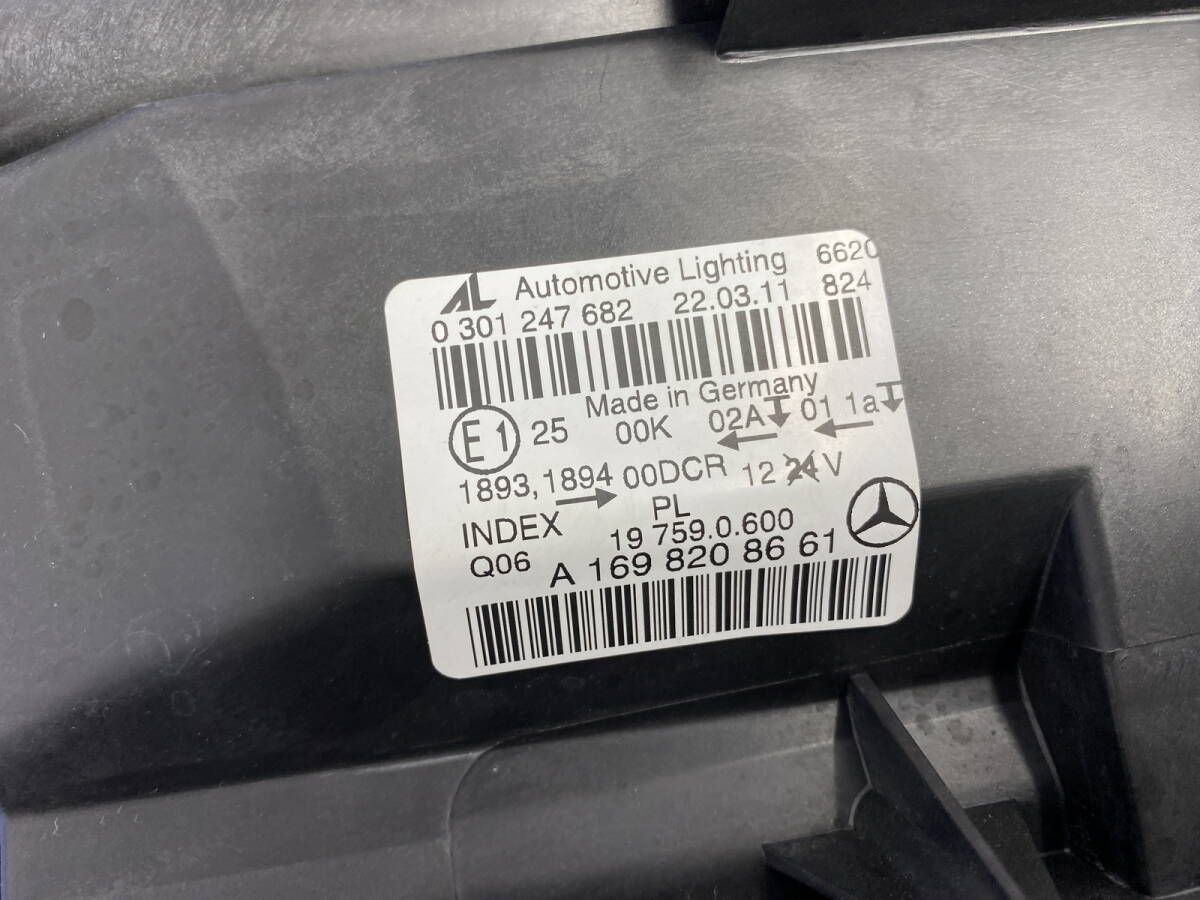 AL Automotive Lighting 6620
0 301 247 682 22.03.11 824
Made in Germany
E1 25 00K 02A 01 1a
1893, 1894 00DCR 12 24 V
INDEX PL
Q06 19 759.0.600
A 169 820 86 61